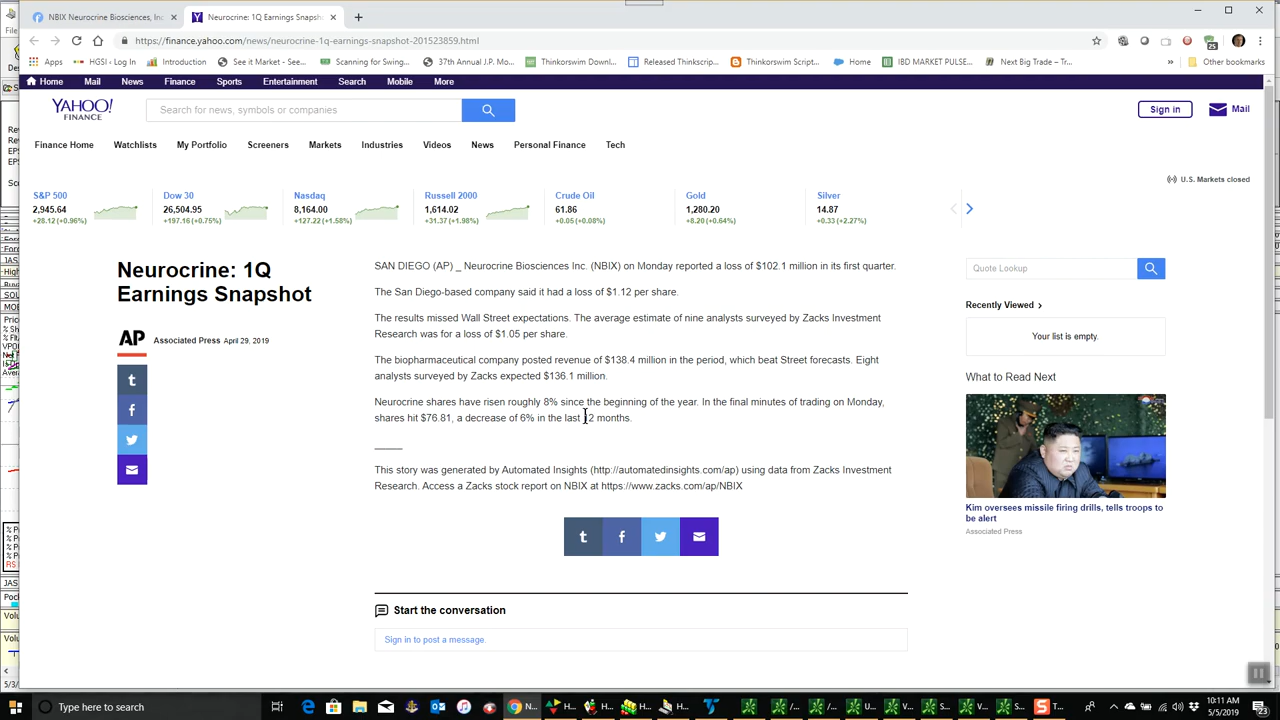 NBIX Neurocrine Biosciences, Inc
Neurocrine: 1Q Earnings Snapsh
https://finance.yahoo.com/news/neurocrine-1q-earnings-snapshot-201523859.html
25
Apps
HGSI › Log In
Introduction
See it Market - See...
Scanning for Swing...
37th Annual J.P. Mo...
Thinkorswim Downl...
Released Thinkscrip...
Thinkorswim Script...
Home
IBD MARKET PULSE...
Next Big Trade – Tr...
»
Other bookmarks
Home Mail News Finance Sports Entertainment Search Mobile More
YAHOO!
FINANCE
Search for news, symbols or companies
Sign in
Mail
Finance Home Watchlists My Portfolio Screeners Markets Industries Videos News Personal Finance Tech
U.S. Markets closed
S&P 500
2,945.64
+28.12 (+0.96%)
Dow 30
26,504.95
+197.16 (+0.75%)
Nasdaq
8,164.00
+127.22 (+1.58%)
Russell 2000
1,614.02
+31.37 (+1.98%)
Crude Oil
61.86
+0.05 (+0.08%)
Gold
1,280.20
+8.20 (+0.64%)
Silver
14.87
+0.33 (+2.27%)
Neurocrine: 1Q
Earnings Snapshot
AP
Associated Press April 29, 2019
SAN DIEGO (AP) _ Neurocrine Biosciences Inc. (NBIX) on Monday reported a loss of $102.1 million in its first quarter.
The San Diego-based company said it had a loss of $1.12 per share.
The results missed Wall Street expectations. The average estimate of nine analysts surveyed by Zacks Investment
Research was for a loss of $1.05 per share.
The biopharmaceutical company posted revenue of $138.4 million in the period, which beat Street forecasts. Eight
analysts surveyed by Zacks expected $136.1 million.
Neurocrine shares have risen roughly 8% since the beginning of the year. In the final minutes of trading on Monday,
shares hit $76.81, a decrease of 6% in the last 12 months.
_____
This story was generated by Automated Insights (http://automatedinsights.com/ap) using data from Zacks Investment
Research. Access a Zacks stock report on NBIX at https://www.zacks.com/ap/NBIX
Start the conversation
Sign in to post a message.
Quote Lookup
Recently Viewed
Your list is empty.
What to Read Next
Kim oversees missile firing drills, tells troops to
be alert
Associated Press
Type here to search
10:11 AM
5/5/2019
23